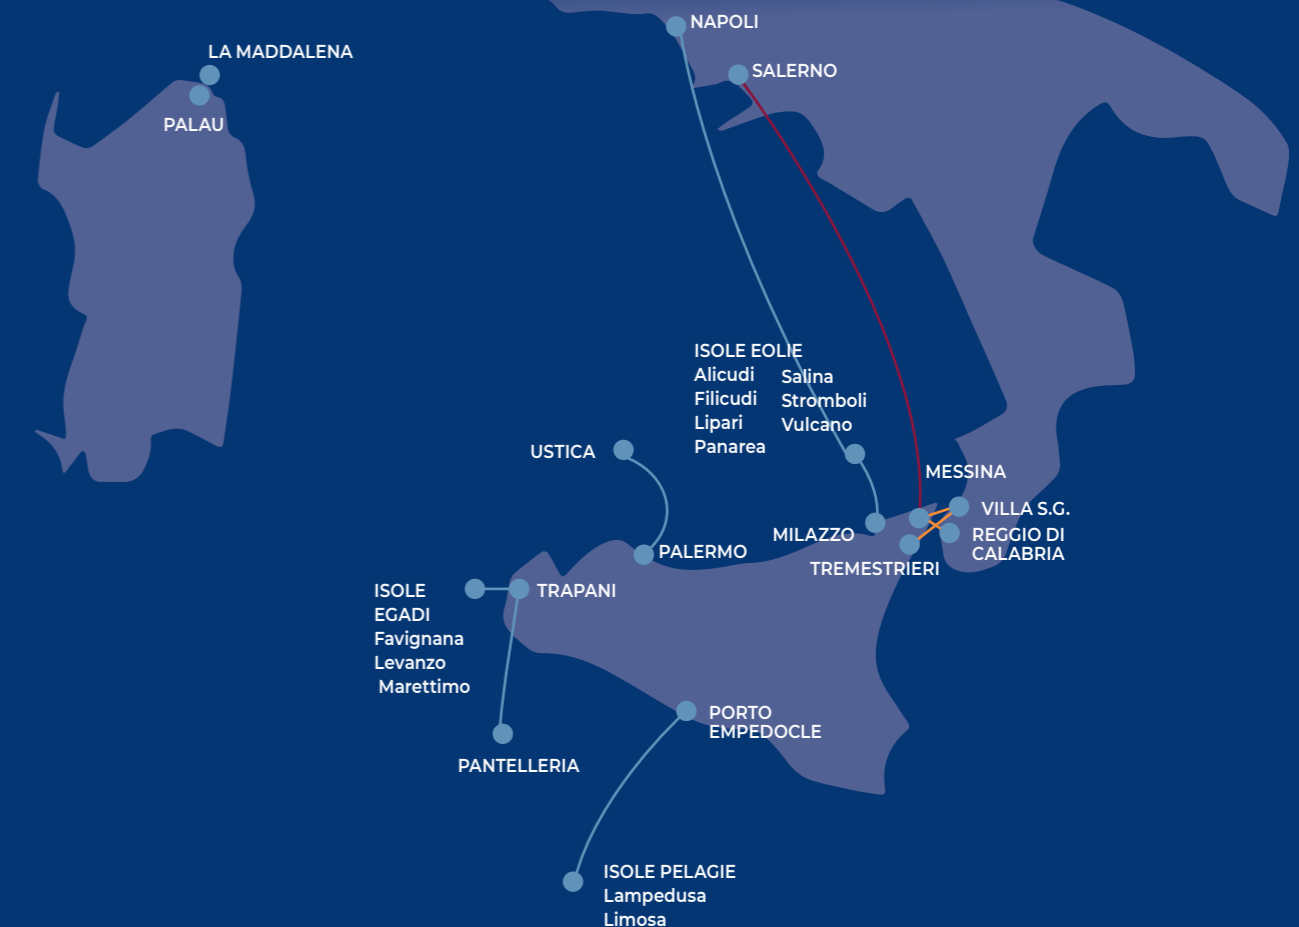 NAPOLI
LA MADDALENA
SALERNO
PALAU
ISOLE EOLIE
Alicudi
Filicudi
Lipari
Panarea
Salina
Stromboli
Vulcano
USTICA
MESSINA
VILLA S.G.
MILAZZO
REGGIO DI
CALABRIA
PALERMO
TREMESTRIERI
TRAPANI
ISOLE
EGADI
Favignana
Levanzo
Marettimo
PORTO
EMPEDOCLE
PANTELLERIA
ISOLE PELAGIE
Lampedusa
Limosa